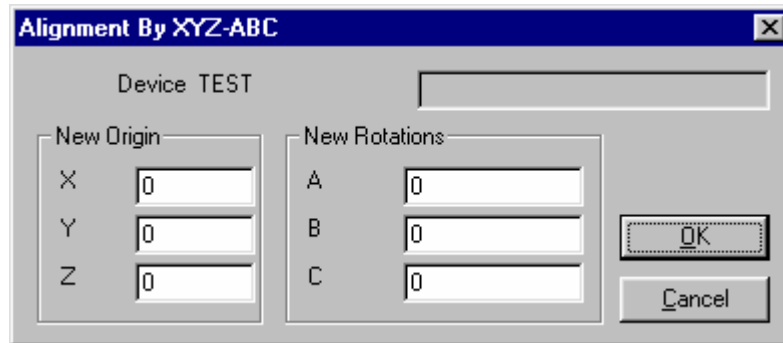 Alignment By XYZ-ABC
Device TEST
New Origin
New Rotations
X 0
A 0
Y 0
B 0
OK
Z 0
C 0
Cancel